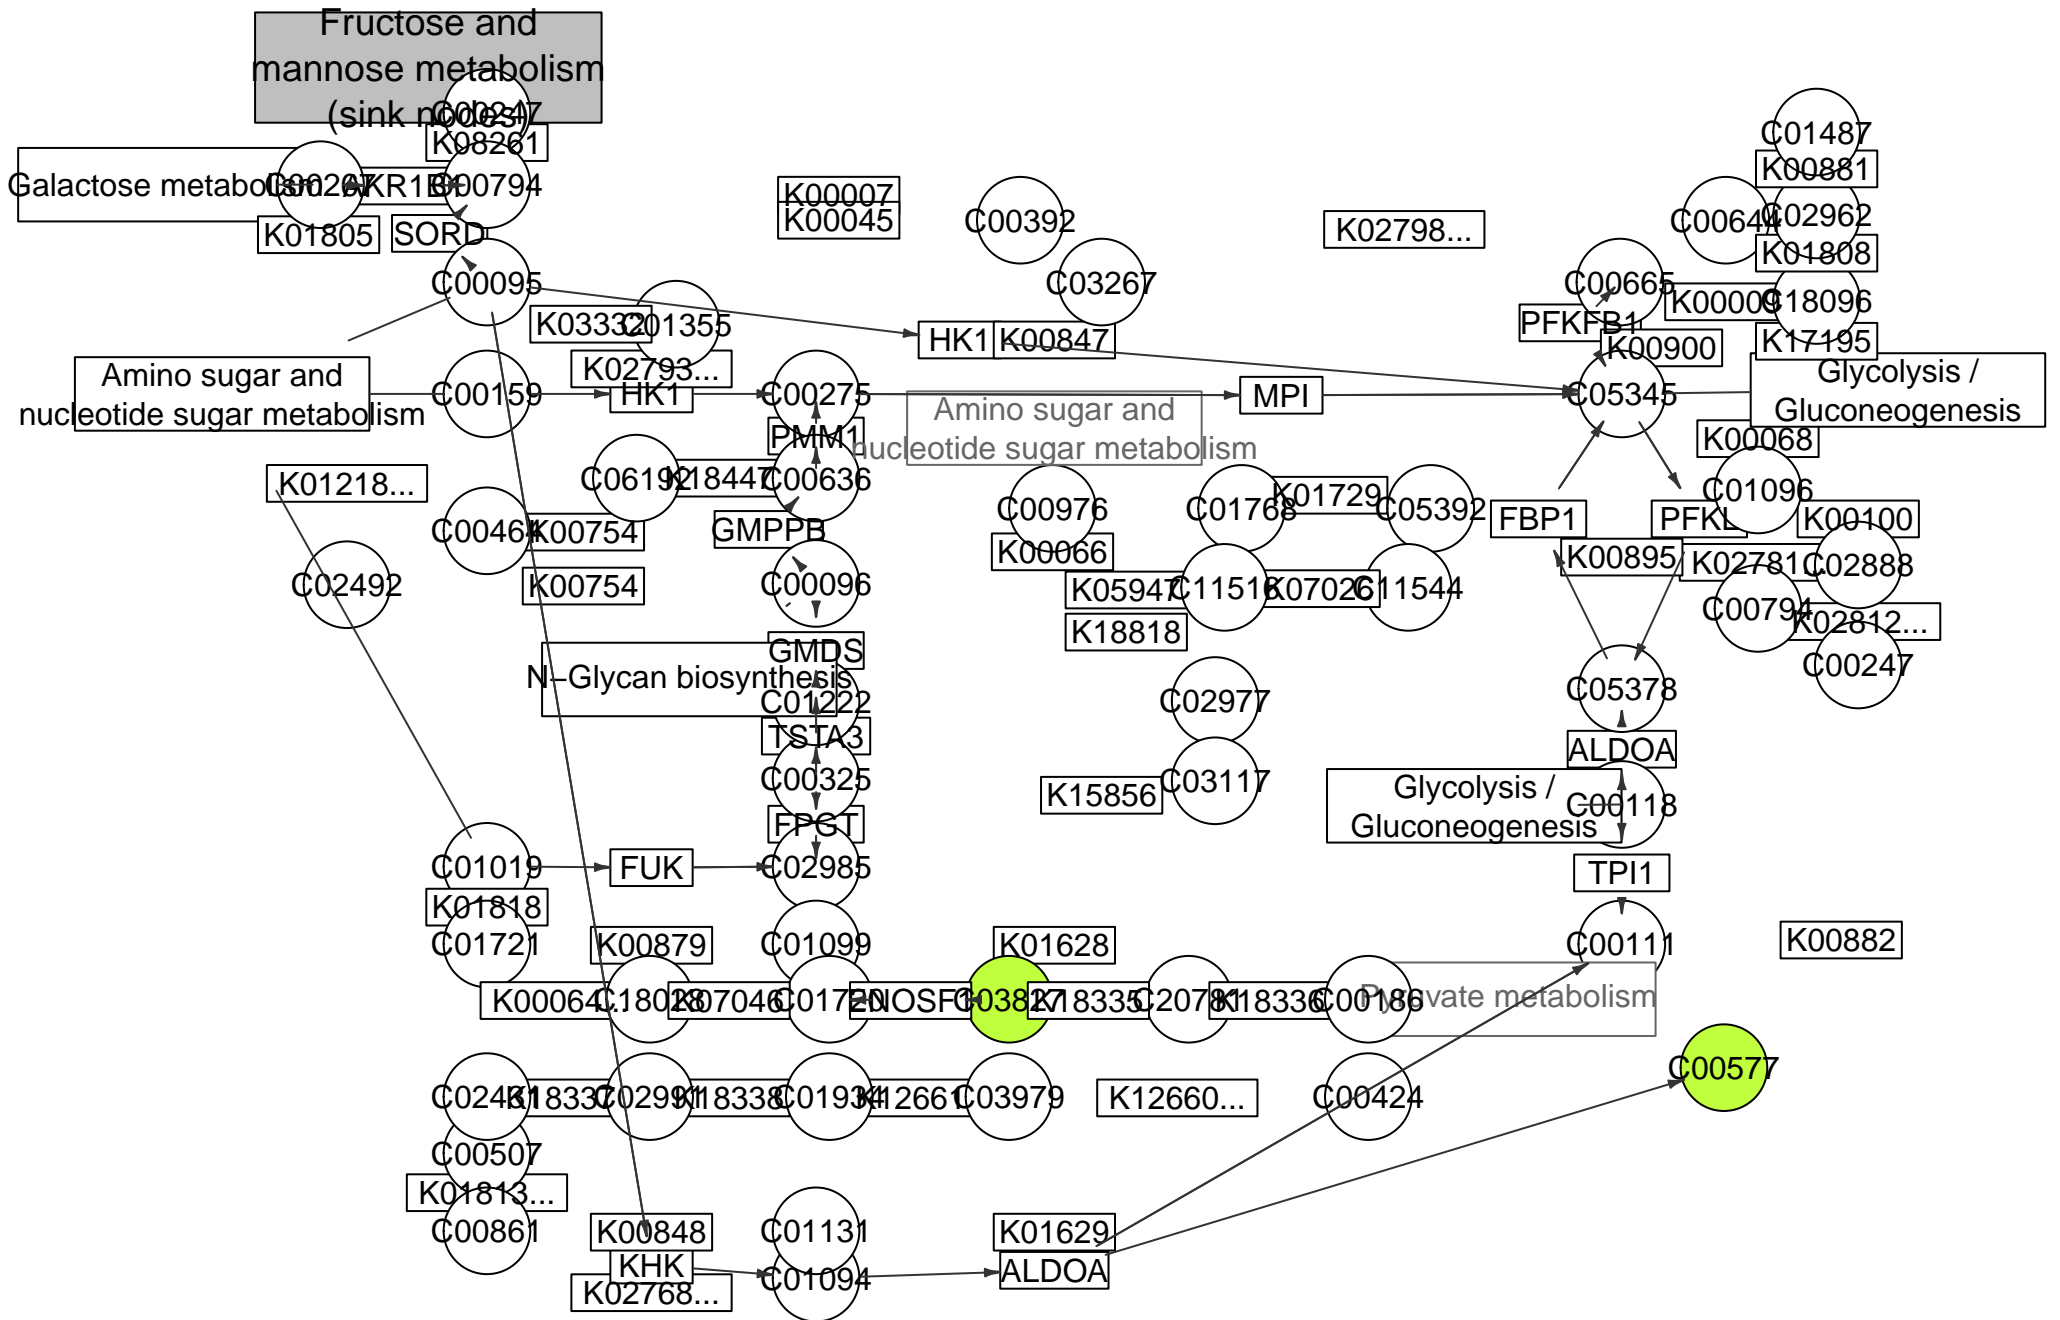 Fructose and
mannose metabolism
(sink nodes)
C00247
K08261
Galactose metabolism
C00267
AKR1B1
C00794
K01805
SORD
C00095
K00007
K00045
C00392
C03267
K02798...
C01487
K00881
C00644
C02962
K01808
C00665
K00009
C18096
K17195
PFKFB1
K00900
K03332
C01355
K02793...
HK1
K00847
Amino sugar and
nucleotide sugar metabolism
C00159
HK1
C00275
PMM1
Amino sugar and
nucleotide sugar metabolism
MPI
C05345
Glycolysis /
Gluconeogenesis
K00068
K01218...
C06192
K18447
C00636
C00464
K00754
GMPPB
C00976
K00066
C01768
K01729
C05392
FBP1
PFKL
C01096
K00100
C02492
K00754
C00096
K05947
C11516
K07026
C11544
K18818
K00895
K02781...
C02888
C00794
K02812...
C00247
GMDS
N−Glycan biosynthesis
C01222
TSTA3
C02977
C05378
ALDOA
C00325
FPGT
K15856
C03117
Glycolysis /
Gluconeogenesis
C00118
C01019
FUK
C02985
TPI1
K01818
C01721
K00879
C01099
K01628
C00111
K00882
K00064...
C18028
K07046
C01720
ENOSF1
C03827
K18335
C20781
K18336
C00186
Pyruvate metabolism
C00577
C02431
K18337
C02991
K18338
C01934
K12661
C03979
K12660...
C00424
C00507
K01813...
C00861
K00848
C01131
K01629
KHK
C01094
ALDOA
K02768...